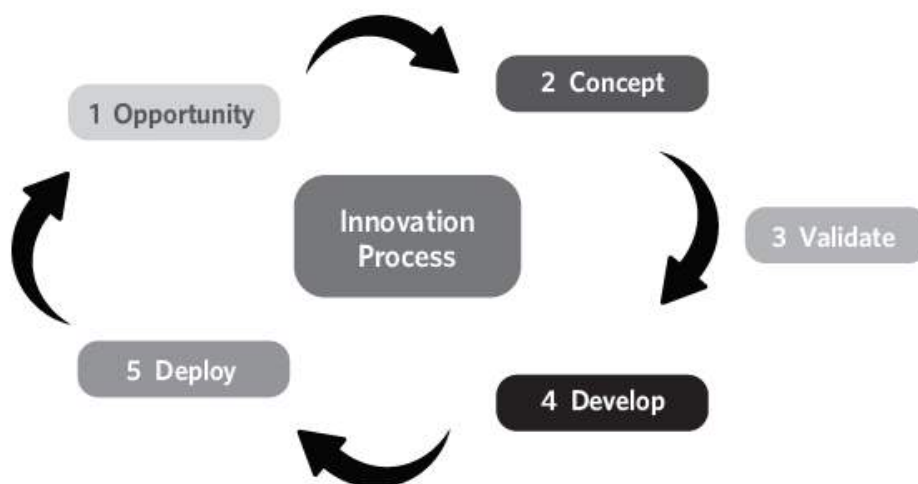 1 Opportunity
2 Concept
Innovation
Process
3 Validate
5 Deploy
4 Develop